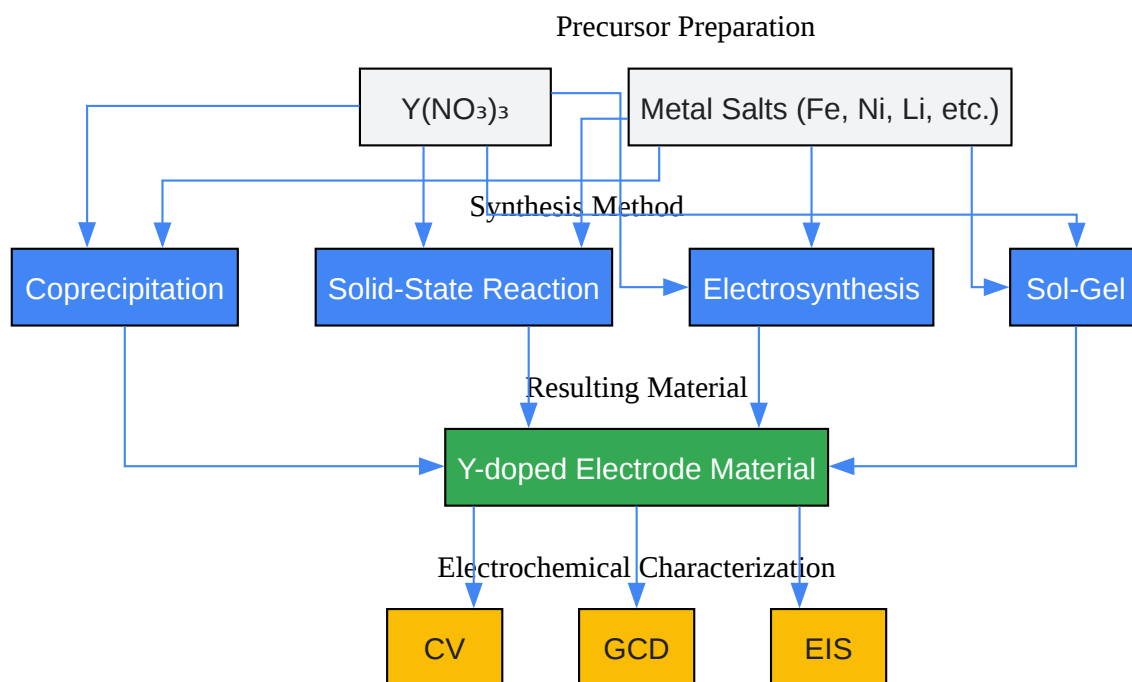 Precursor Preparation
Y(NO₃)₃
Metal Salts (Fe, Ni, Li, etc.)
Synthesis Method
Coprecipitation
Solid-State Reaction
Electrosynthesis
Sol-Gel
Resulting Material
Y-doped Electrode Material
Electrochemical Characterization
CV
GCD
EIS